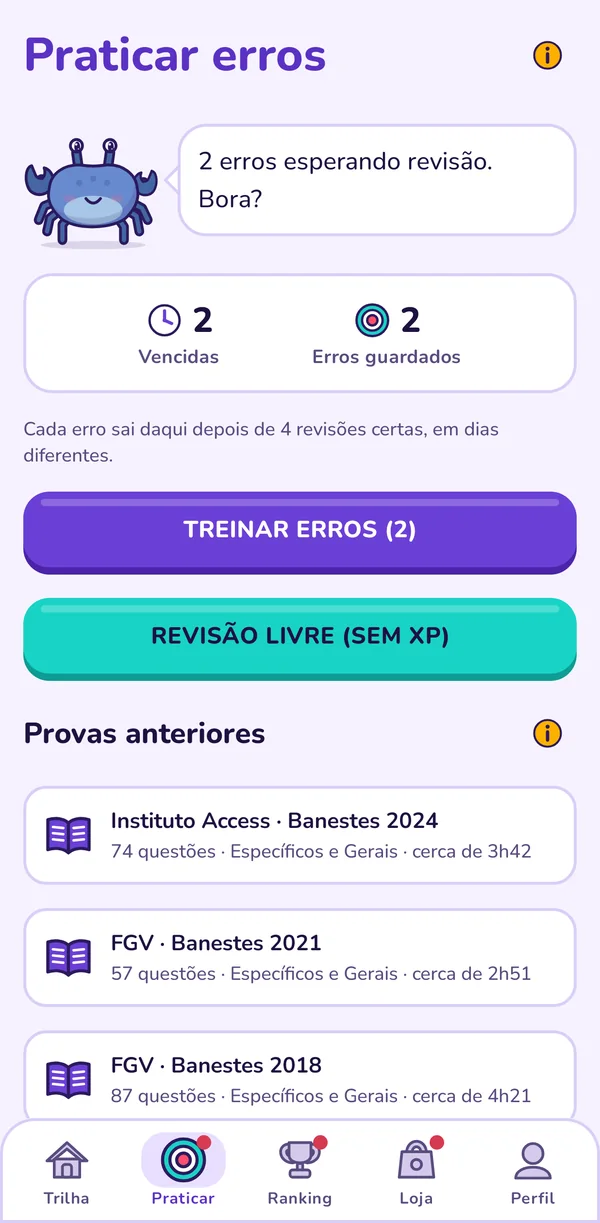 Praticar erros
2 erros esperando revisão.
Bora?
2
Vencidas
2
Erros guardados
Cada erro sai daqui depois de 4 revisões certas, em dias
diferentes.
TREINAR ERROS (2)
REVISÃO LIVRE (SEM XP)
Provas anteriores
Instituto Access · Banestes 2024
74 questões · Específicos e Gerais · cerca de 3h42
FGV · Banestes 2021
57 questões · Específicos e Gerais · cerca de 2h51
FGV · Banestes 2018
87 questões · Específicos e Gerais · cerca de 4h21
Trilha
Praticar
Ranking
Loja
Perfil